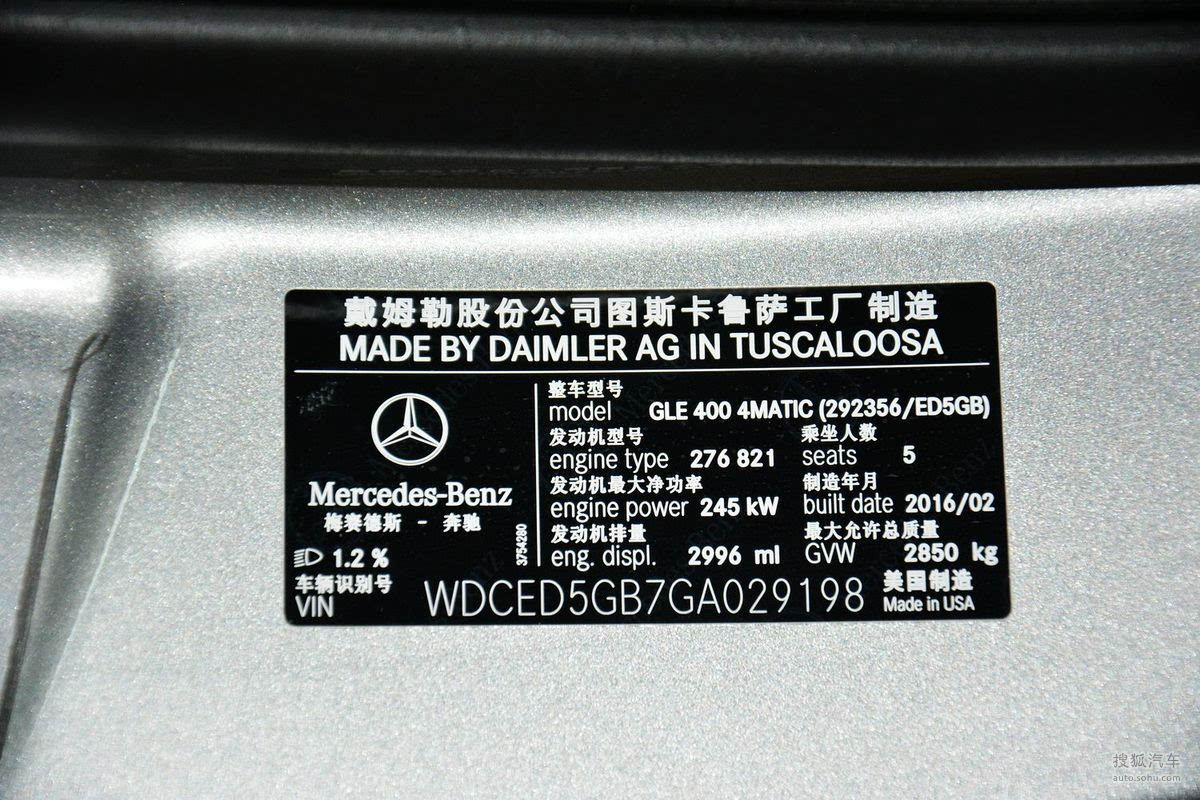 戴姆勒股份公司图斯卡鲁萨工厂制造
MADE BY DAIMLER AG IN TUSCALOOSA
Mercedes-Benz
梅赛德斯 - 奔驰
1.2 %
3754280
整车型号
model GLE 400 4MATIC (292356/ED5GB)
发动机型号 乘坐人数
engine type 276 821 seats 5
发动机最大净功率 制造年月
engine power 245 kW built date 2016/02
发动机排量 最大允许总质量
eng. displ. 2996 ml GVW 2850 kg
车辆识别号 美国制造
VIN WDCED5GB7GA029198 Made in USA
搜狐汽车
auto.sohu.com